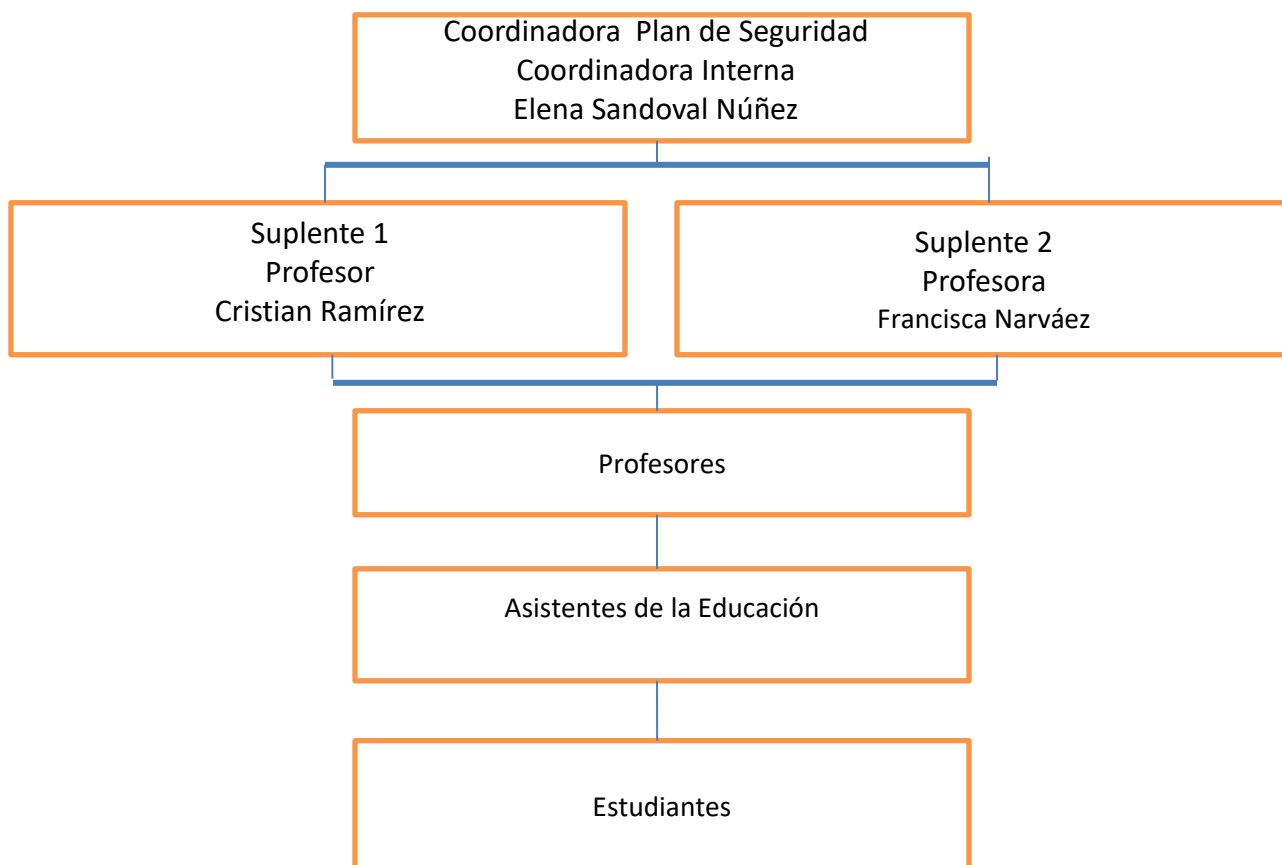 Coordinadora Plan de Seguridad
Coordinadora Interna
Elena Sandoval Núñez
Suplente 1
Profesor
Cristian Ramírez
Suplente 2
Profesora
Francisca Narváez
Profesores
Asistentes de la Educación
Estudiantes